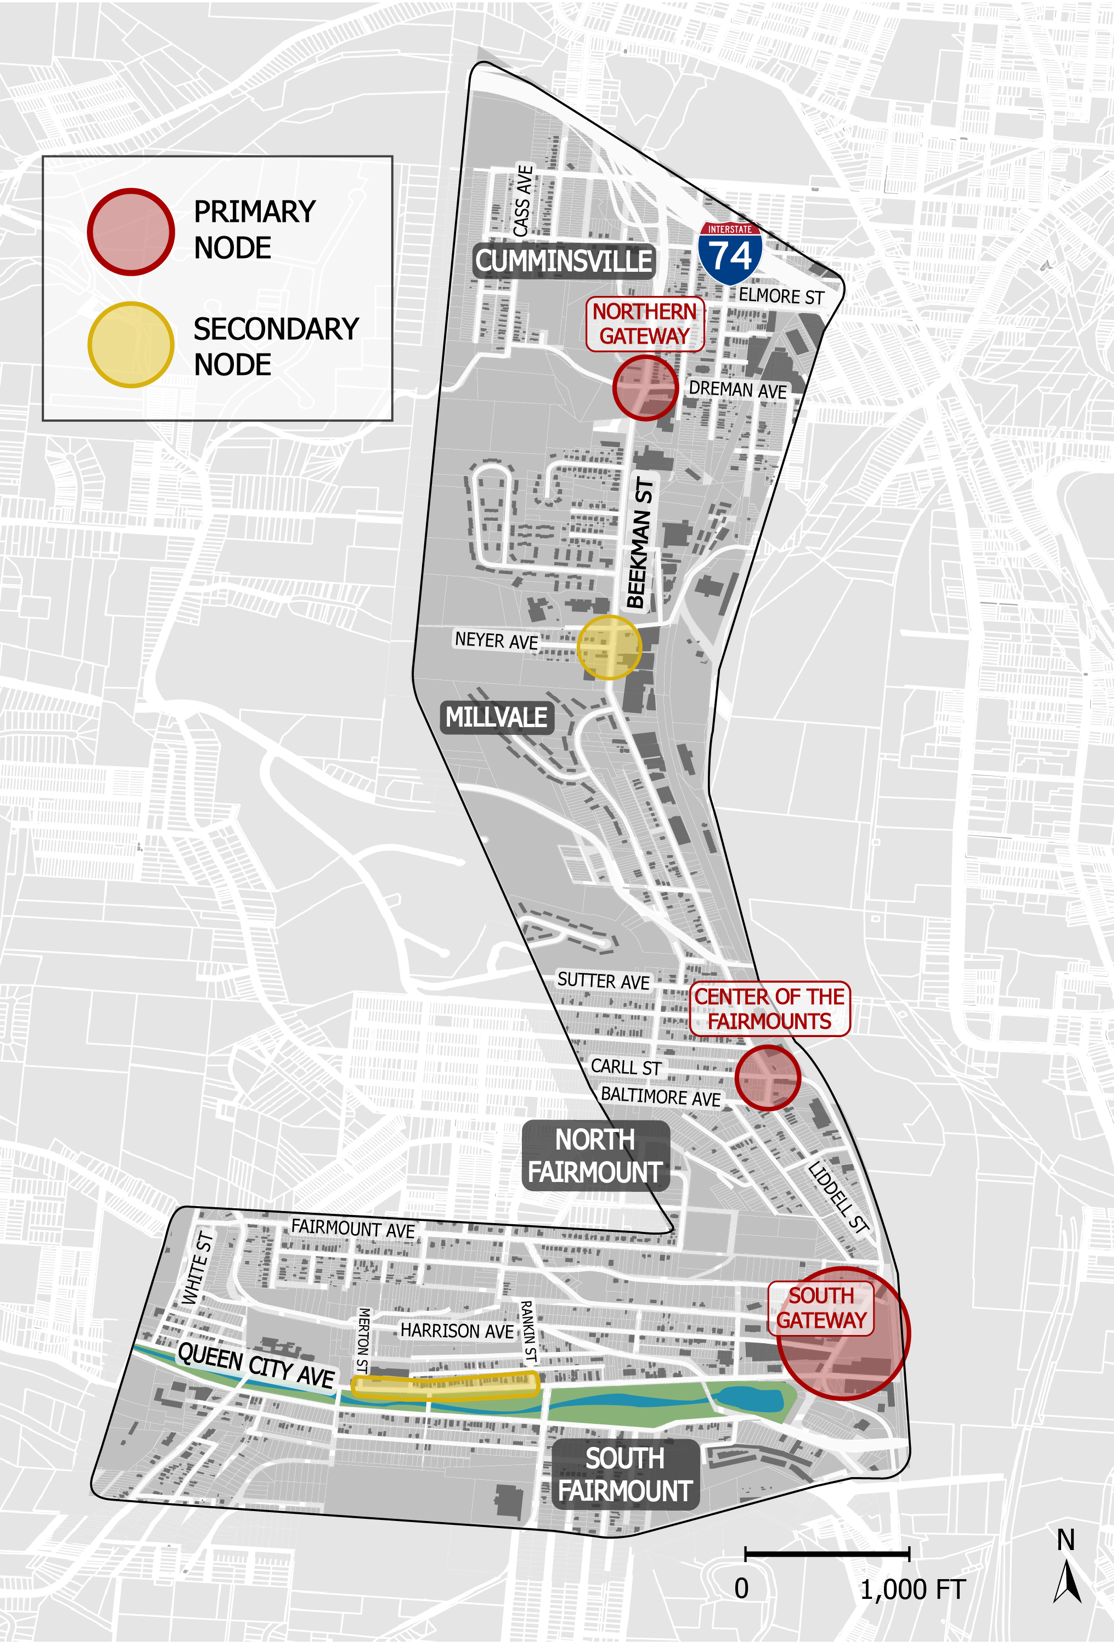 PRIMARY
NODE
SECONDARY
NODE
CASS AVE
CUMMINSVILLE
INTERSTATE
74
ELMORE ST
NORTHERN
GATEWAY
DREMAN AVE
BEEKMAN ST
NEYER AVE
MILLVALE
SUTTER AVE
CENTER OF THE
FAIRMOUNTS
CARLL ST
BALTIMORE AVE
NORTH
FAIRMOUNT
LIDDELL ST
FAIRMOUNT AVE
WHITE ST
SOUTH
GATEWAY
MERTON ST
HARRISON AVE
RANKIN ST
QUEEN CITY AVE
SOUTH
FAIRMOUNT
N
0
1,000 FT